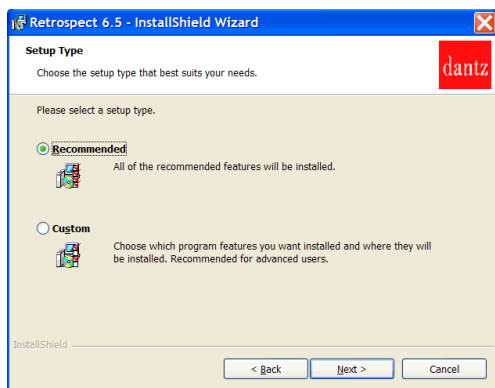 Retrospect 6.5 - InstallShield Wizard
Setup Type
Choose the setup type that best suits your needs.
dantz
Please select a setup type.
Recommended
All of the recommended features will be installed.
Custom
Choose which program features you want installed and where they will
be installed. Recommended for advanced users.
InstallShield
< Back
Next >
Cancel